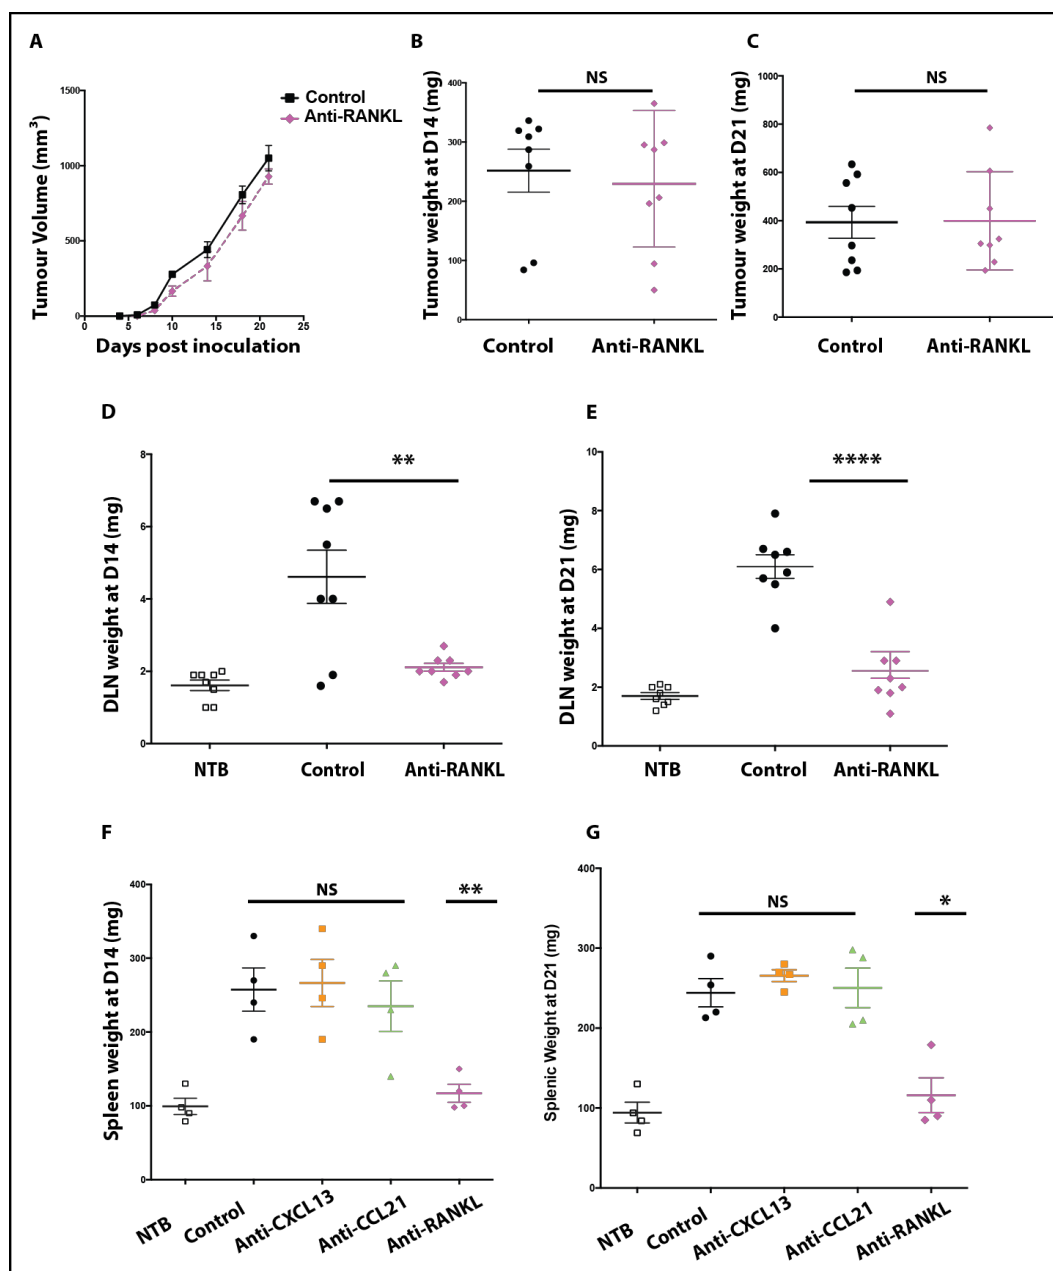 A
Tumour Volume (mm³)
1500
1000
500
0
0 5 10 15 20 25
Days post inoculation
Control
Anti-RANKL
B
Tumour weight at D14 (mg)
400
300
200
100
0
NS
Control Anti-RANKL
C
Tumour weight at D21 (mg)
1000
800
600
400
200
0
NS
Control Anti-RANKL
D
DLN weight at D14 (mg)
8
6
4
2
0
**
NTB Control Anti-RANKL
E
DLN weight at D21 (mg)
10
8
6
4
2
0
****
NTB Control Anti-RANKL
F
Spleen weight at D14 (mg)
400
300
200
100
0
NS **
NTB Control Anti-CXCL13 Anti-CCL21 Anti-RANKL
G
Splenic Weight at D21 (mg)
400
300
200
100
0
NS *
NTB Control Anti-CXCL13 Anti-CCL21 Anti-RANKL